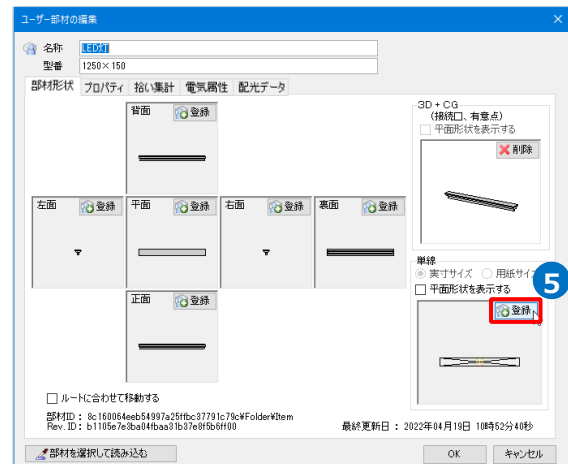 ユーザー部材の編集
名称 LED灯
型番 1250×150
部材形状 プロパティ 拾い集計 電気属性 配光データ
背面 登録
3D + CG
(接続口、有意点)
平面形状を表示する
削除
左面 登録 平面 登録 右面 登録 裏面 登録
単線
実寸サイズ 用紙サイ
5
平面形状を表示する
正面 登録
登録
ルートに合わせて移動する
部材ID : 8c160064eeb54997a25ffbc37791c79c¥Folder¥Item
Rev. ID : b1105e7e3ba04fbaa31b37e8f5b6ff00
最終更新日 : 2022年04月19日 10時52分40秒
部材を選択して読み込む OK キャンセル